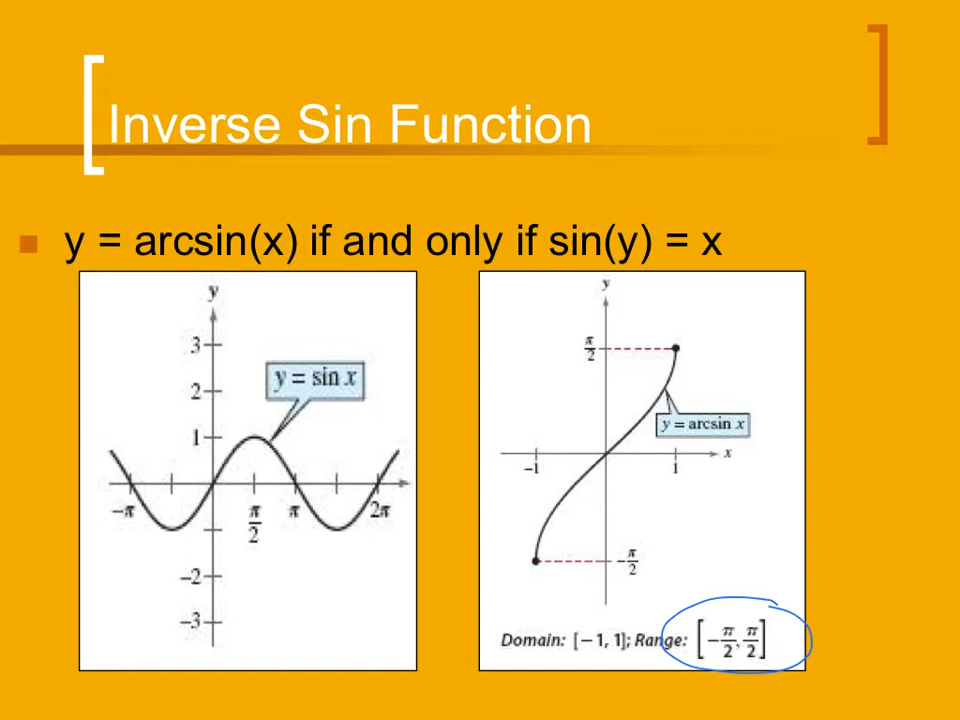 Inverse Sin Function
y = arcsin(x) if and only if sin(y) = x
y
3
2
1
-2
-3
y = sin x
-π
π/2
π
2π
y
π/2
y = arcsin x
-1
1
x
-π/2
Domain: [-1, 1]; Range: [-π/2, π/2]